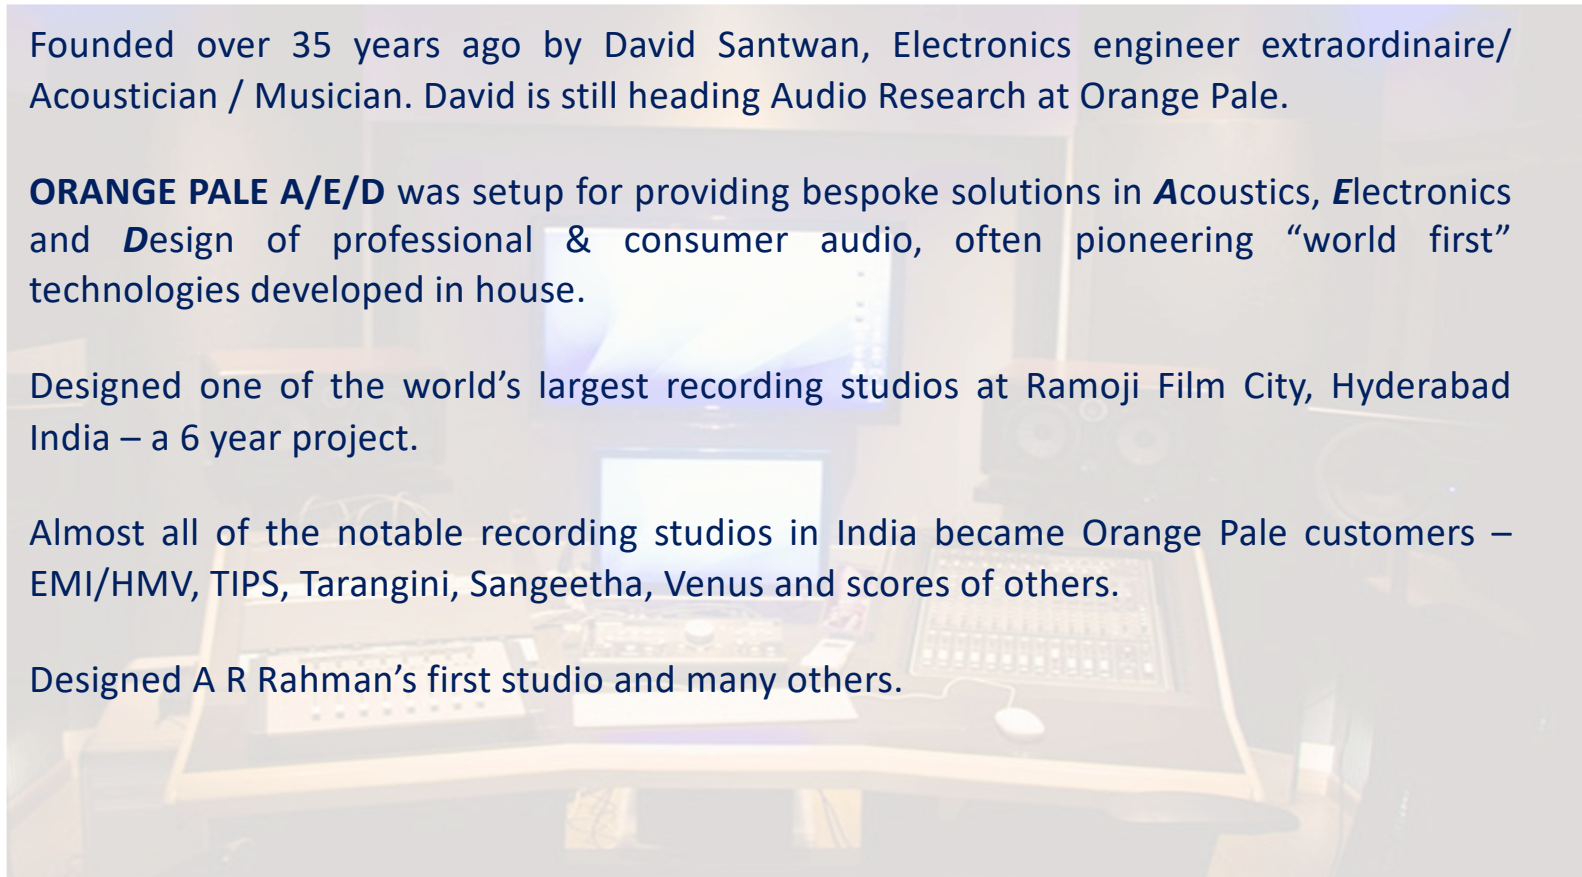 Founded over 35 years ago by David Santwan, Electronics engineer extraordinaire/
Acoustician / Musician. David is still heading Audio Research at Orange Pale.
ORANGE PALE A/E/D was setup for providing bespoke solutions in Acoustics, Electronics
and Design of professional & consumer audio, often pioneering “world first”
technologies developed in house.
Designed one of the world’s largest recording studios at Ramoji Film City, Hyderabad
India – a 6 year project.
Almost all of the notable recording studios in India became Orange Pale customers –
EMI/HMV, TIPS, Tarangini, Sangeetha, Venus and scores of others.
Designed A R Rahman’s first studio and many others.